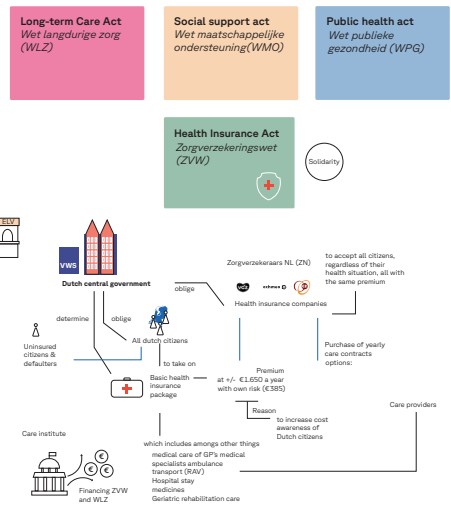 Long-term Care Act
Wet langdurige zorg
(WLZ)
Social support act
Wet maatschappelijke
ondersteuning(WMO)
Public health act
Wet publieke
gezondheid (WPG)
Health Insurance Act
Zorgverzekeringswet
(ZVW)
Solidarity
ELV
VWS
Dutch central government
determine
oblige
oblige
All dutch citizens
Uninsured
citizens &
defaulters
to take on
Basic health
insurance
package
Zorgverzekeraars NL (ZN)
Health insurance companies
to accept all citizens,
regardless of their
health situation, all with
the same premium
Premium
at +/- €1.650 a year
with own risk (€385)
Reason
to increase cost
awareness of
Dutch citizens
Purchase of yearly
care contracts
options:
Care providers
Care institute
€
€
€
Financing ZVW
and WLZ
which includes amongst other things
medical care of GP's medical
specialists ambulance
transport (RAV)
Hospital stay
medicines
Geriatric rehabilitation care